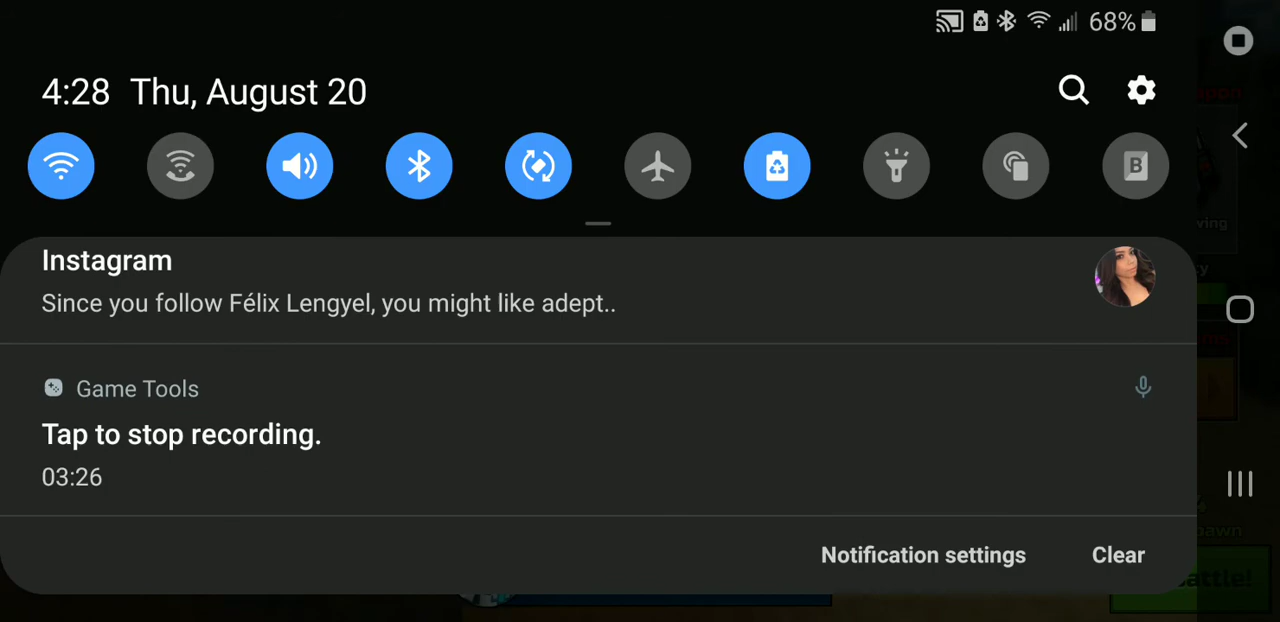 68%
4:28 Thu, August 20
B
Instagram
Since you follow Félix Lengyel, you might like adept..
Game Tools
Tap to stop recording.
03:26
Notification settings
Clear